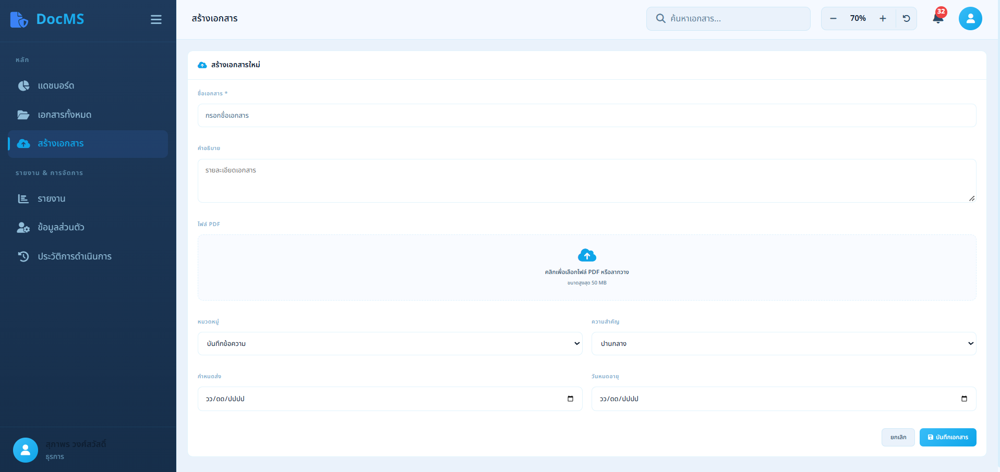 DocMS
หลัก
แดชบอร์ด
เอกสารทั้งหมด
สร้างเอกสาร
รายงาน & การจัดการ
รายงาน
ข้อมูลส่วนตัว
ประวัติการดำเนินการ
สุภาพร วงศ์สวัสดิ์
ธุรการ
สร้างเอกสาร
ค้นหาเอกสาร...
70%
32
สร้างเอกสารใหม่
ชื่อเอกสาร *
กรอกชื่อเอกสาร
คำอธิบาย
รายละเอียดเอกสาร
ไฟล์ PDF
คลิกเพื่อเลือกไฟล์ PDF หรือลากวาง
ขนาดสูงสุด 50 MB
หมวดหมู่
ความสำคัญ
บันทึกข้อความ
ปานกลาง
กำหนดส่ง
วันหมดอายุ
วว/ดด/ปปปป
วว/ดด/ปปปป
ยกเลิก
บันทึกเอกสาร